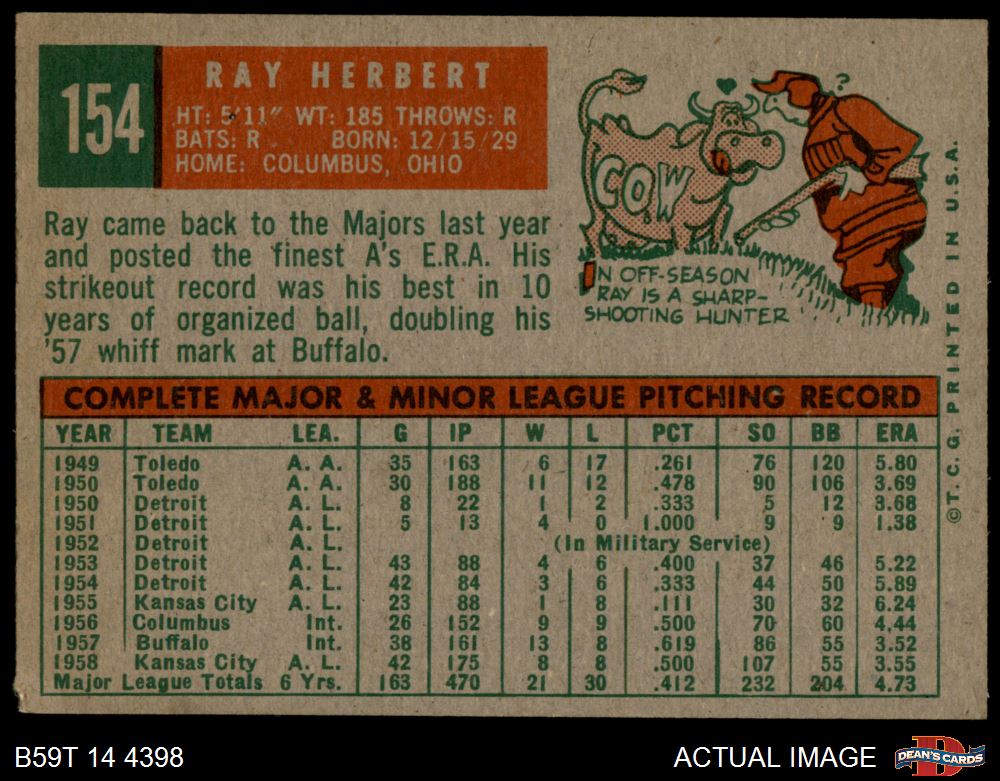 154
RAY HERBERT
HT: 5'11" WT: 185 THROWS: R
BATS: R BORN: 12/15/29
HOME: COLUMBUS, OHIO
Ray came back to the Majors last year
and posted the finest A's E.R.A. His
strikeout record was his best in 10
years of organized ball, doubling his
'57 whiff mark at Buffalo.
?
COW
IN OFF-SEASON
RAY IS A SHARP-
SHOOTING HUNTER
©T.C.G. PRINTED IN U.S.A.
COMPLETE MAJOR & MINOR LEAGUE PITCHING RECORD
YEAR TEAM LEA. G IP W L PCT SO BB ERA
1949 Toledo A. A. 35 163 6 17 .261 76 120 5.80
1950 Toledo A. A. 30 188 11 12 .478 90 106 3.69
1950 Detroit A. L. 8 22 1 2 .333 5 12 3.68
1951 Detroit A. L. 5 13 4 0 1.000 9 9 1.38
1952 Detroit A. L. (In Military Service)
1953 Detroit A. L. 43 88 4 6 .400 37 46 5.22
1954 Detroit A. L. 42 84 3 6 .333 44 50 5.89
1955 Kansas City A. L. 23 88 1 8 .111 30 32 6.24
1956 Columbus Int. 26 152 9 9 .500 70 60 4.44
1957 Buffalo Int. 38 161 13 8 .619 86 55 3.52
1958 Kansas City A. L. 42 175 8 8 .500 107 55 3.55
Major League Totals 6 Yrs. 163 470 21 30 .412 232 204 4.73
B59T 14 4398
ACTUAL IMAGE
D
DEAN'S CARDS